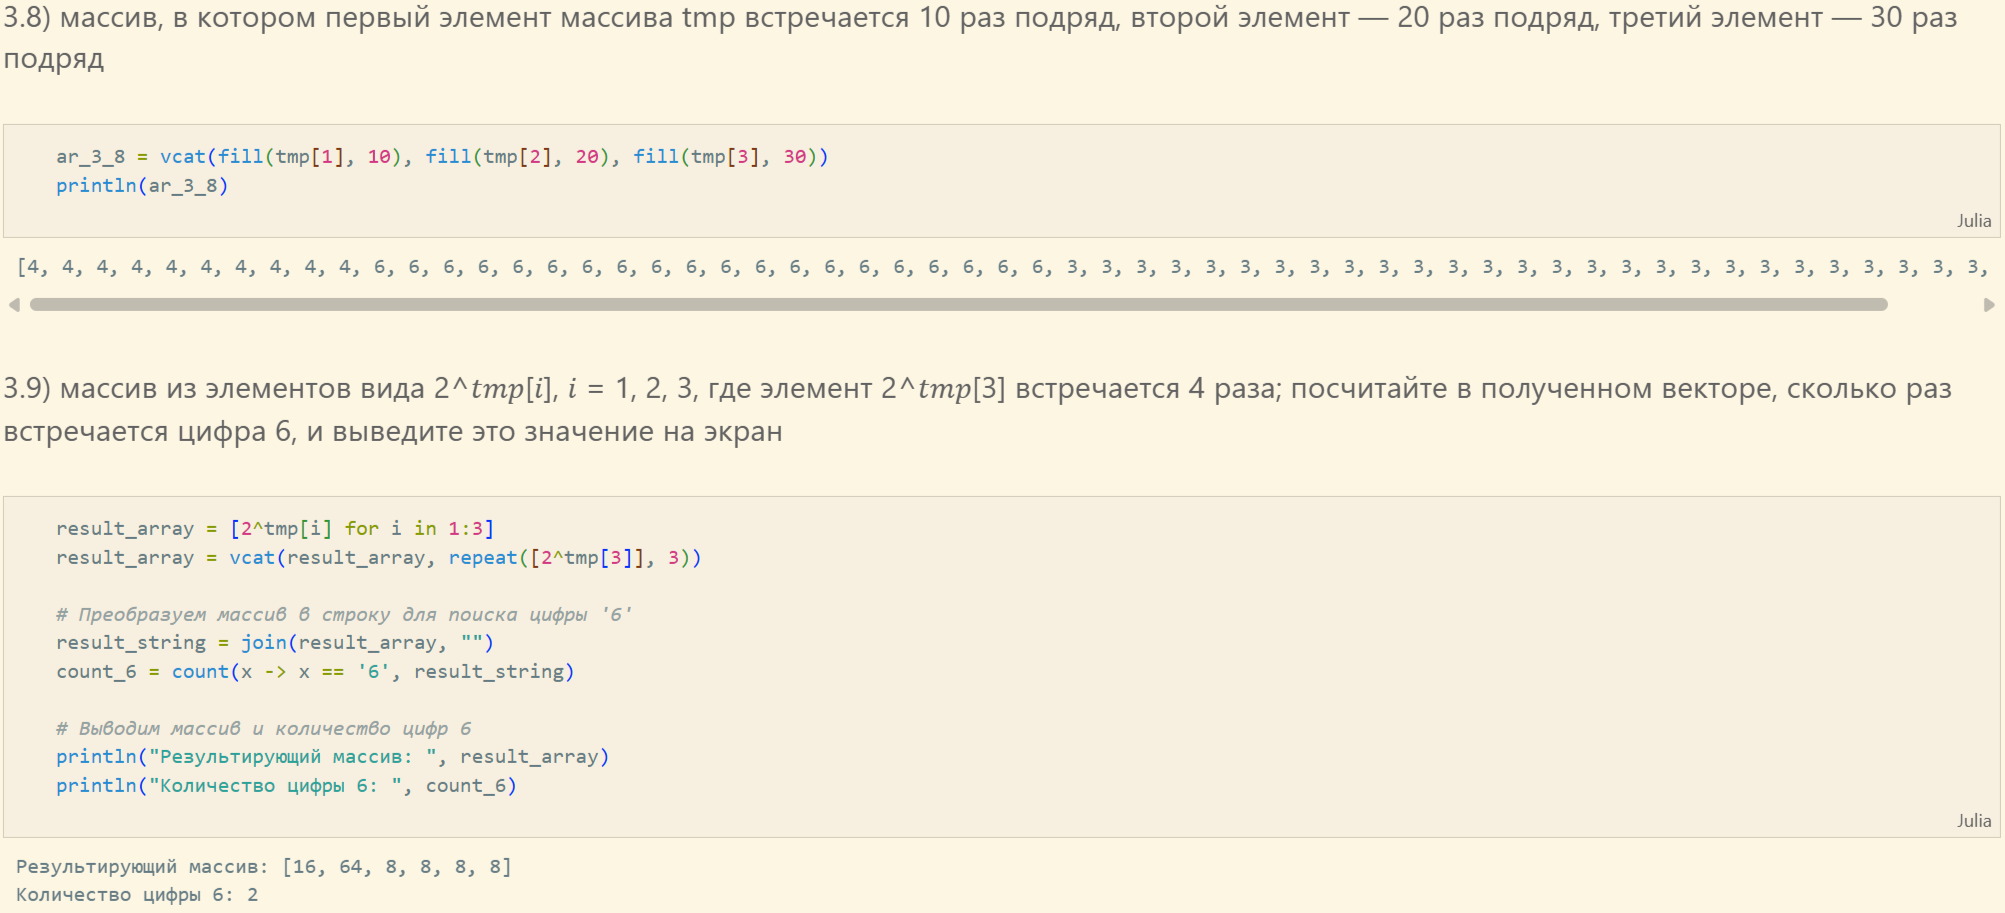 3.8) массив, в котором первый элемент массива tmp встречается 10 раз подряд, второй элемент — 20 раз подряд, третий элемент — 30 раз
подряд
ar_3_8 = vcat(fill(tmp[1], 10), fill(tmp[2], 20), fill(tmp[3], 30))
println(ar_3_8)
Julia
[4, 4, 4, 4, 4, 4, 4, 4, 4, 4, 6, 6, 6, 6, 6, 6, 6, 6, 6, 6, 6, 6, 6, 6, 6, 6, 6, 6, 6, 6, 3, 3, 3, 3, 3, 3, 3, 3, 3, 3, 3, 3, 3, 3, 3, 3, 3, 3, 3, 3, 3, 3, 3, 3, 3, 3, 3,
3.9) массив из элементов вида 2^tmp[i], i = 1, 2, 3, где элемент 2^tmp[3] встречается 4 раза; посчитайте в полученном векторе, сколько раз
встречается цифра 6, и выведите это значение на экран
result_array = [2^tmp[i] for i in 1:3]
result_array = vcat(result_array, repeat([2^tmp[3]], 3))
# Преобразуем массив в строку для поиска цифры '6'
result_string = join(result_array, "")
count_6 = count(x -> x == '6', result_string)
# Выводим массив и количество цифр 6
println("Результирующий массив: ", result_array)
println("Количество цифры 6: ", count_6)
Julia
Результирующий массив: [16, 64, 8, 8, 8, 8]
Количество цифры 6: 2